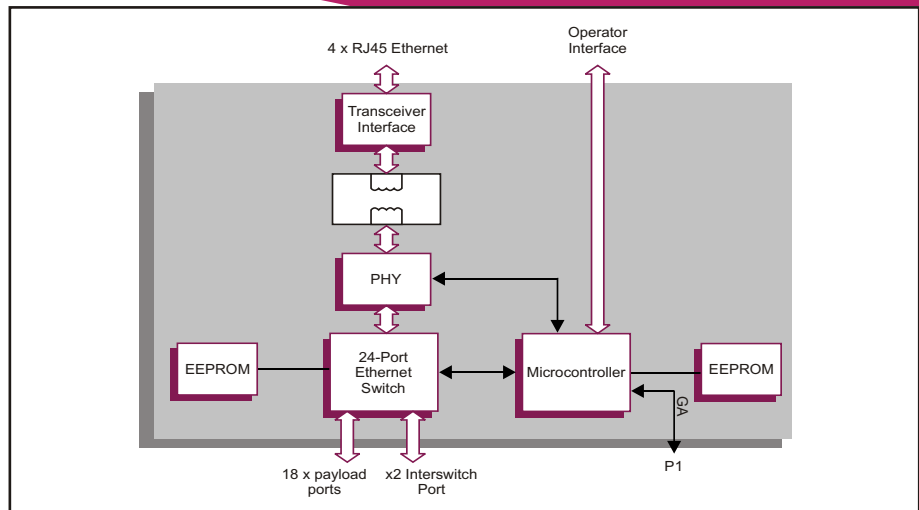 4 x RJ45 Ethernet
Operator
Interface
Transceiver
Interface
PHY
EEPROM
24-Port
Ethernet
Switch
Microcontroller
EEPROM
GA
18 x payload
ports
x2 Interswitch
Port
P1